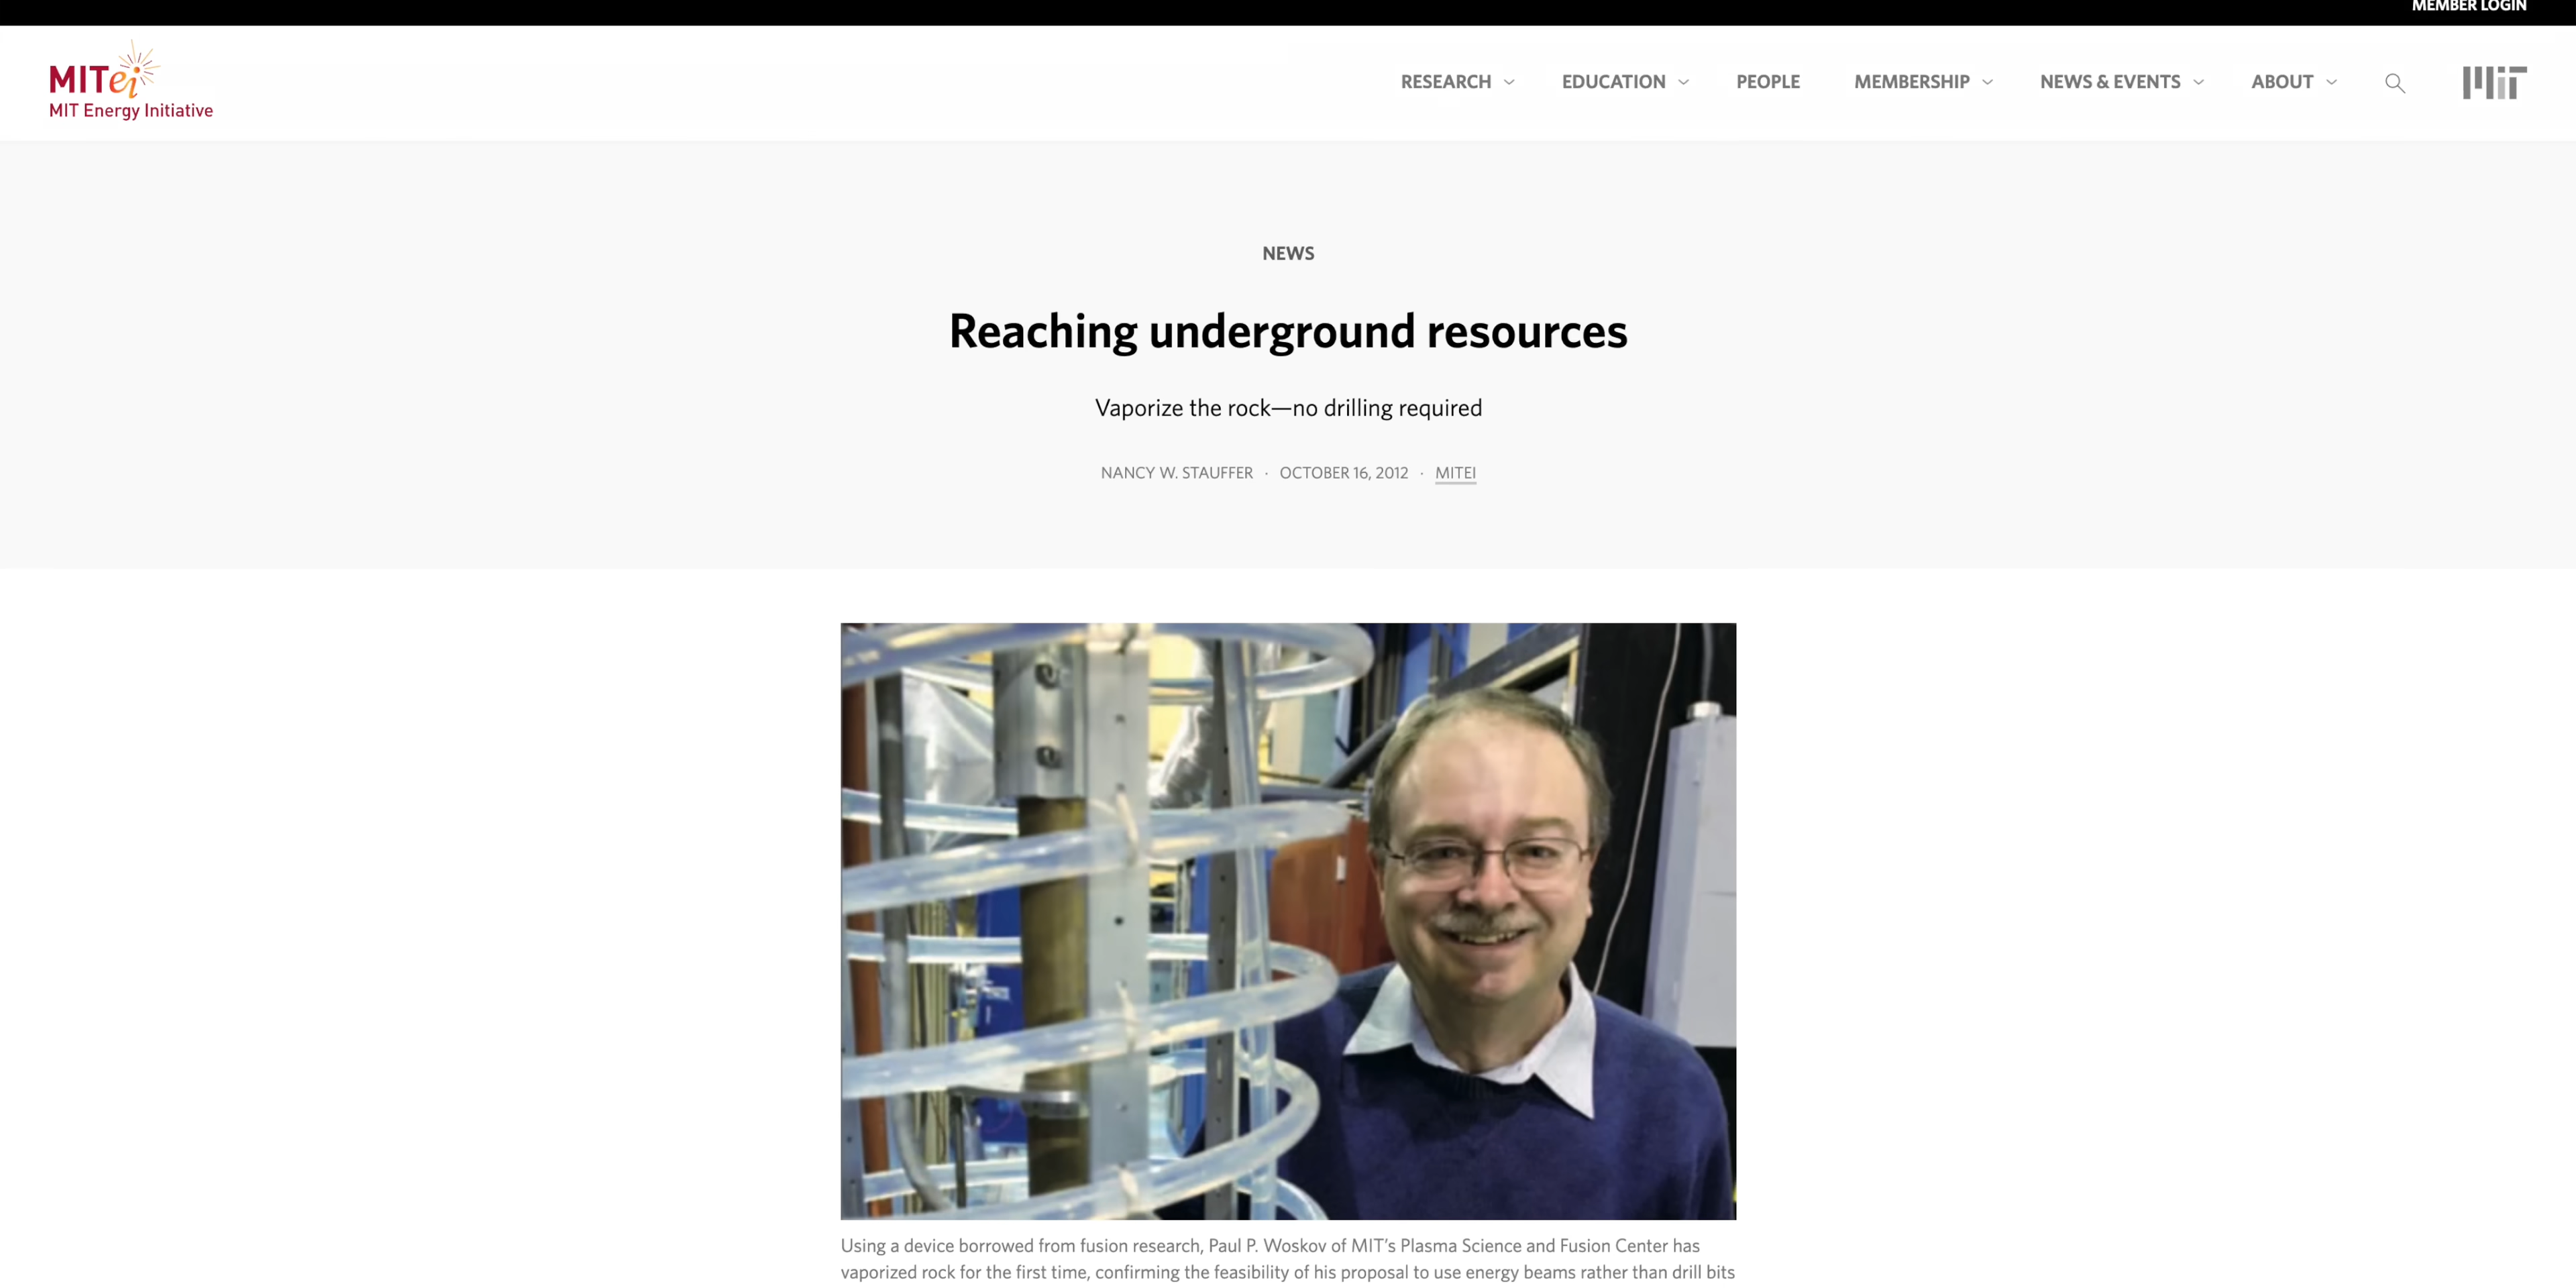 MEMBER LOGIN
MITei
MIT Energy Initiative
RESEARCH EDUCATION PEOPLE MEMBERSHIP NEWS & EVENTS ABOUT MIT
NEWS
Reaching underground resources
Vaporize the rock—no drilling required
NANCY W. STAUFFER · OCTOBER 16, 2012 · MITEI
Using a device borrowed from fusion research, Paul P. Woskov of MIT's Plasma Science and Fusion Center has
vaporized rock for the first time, confirming the feasibility of his proposal to use energy beams rather than drill bits